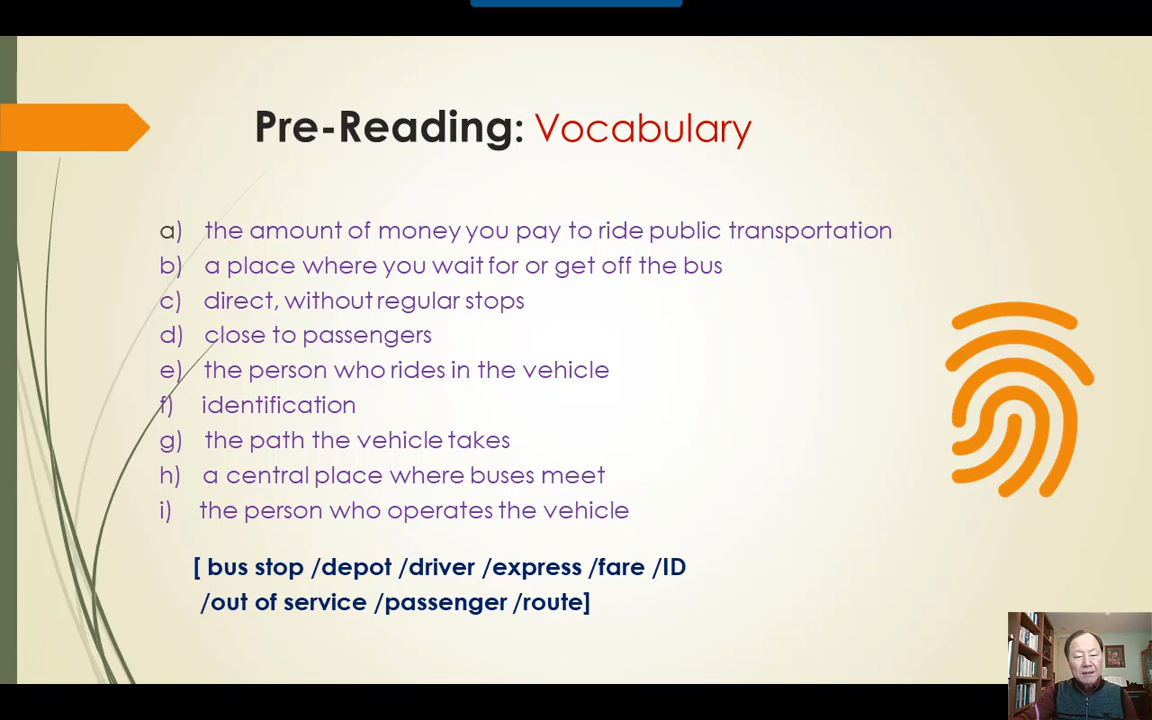 Pre-Reading: Vocabulary
a) the amount of money you pay to ride public transportation
b) a place where you wait for or get off the bus
c) direct, without regular stops
d) close to passengers
e) the person who rides in the vehicle
f) identification
g) the path the vehicle takes
h) a central place where buses meet
i) the person who operates the vehicle
[ bus stop /depot /driver /express /fare /ID
/out of service /passenger /route]